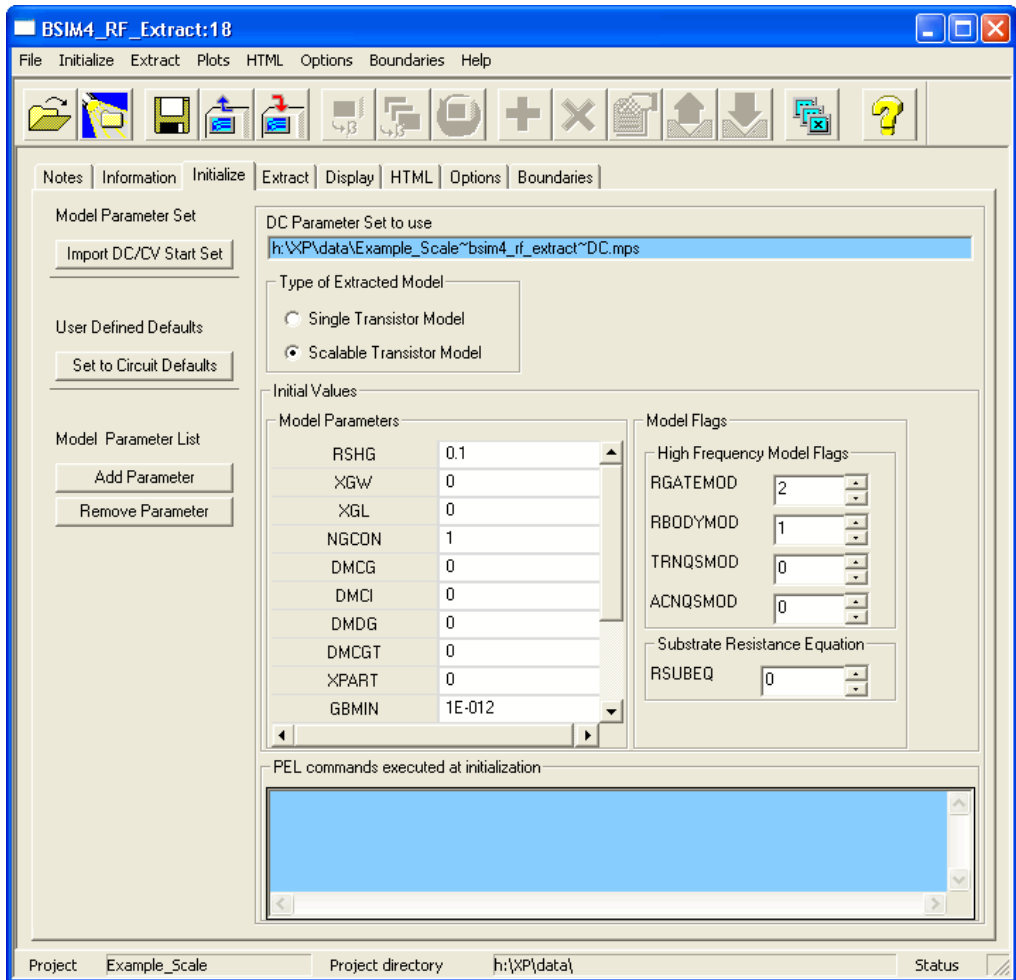 BSIM4_RF_Extract:18
File Initialize Extract Plots HTML Options Boundaries Help
Notes Information Initialize Extract Display HTML Options Boundaries
Model Parameter Set
Import DC/CV Start Set
User Defined Defaults
Set to Circuit Defaults
Model Parameter List
Add Parameter
Remove Parameter
DC Parameter Set to use
h:\XP\data\Example_Scale~bsim4_rf_extract~DC.mps
Type of Extracted Model
Single Transistor Model
Scalable Transistor Model
Initial Values
Model Parameters
RSHG 0.1
XGW 0
XGL 0
NGCON 1
DMCG 0
DMCI 0
DMDG 0
DMCGT 0
XPART 0
GBMIN 1E-012
Model Flags
High Frequency Model Flags
RGATEMOD 2
RBODYMOD 1
TRNQSMOD 0
ACNQSMOD 0
Substrate Resistance Equation
RSUBEQ 0
PEL commands executed at initialization
Project Example_Scale Project directory h:\XP\data\ Status